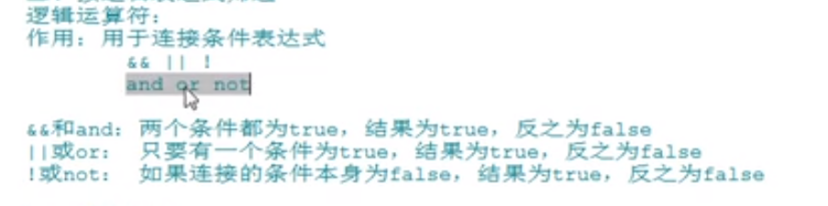 逻辑运算符：
作用：用于连接条件表达式
&& || !
and or not
&&和and：两个条件都为true，结果为true，反之为false
||或or： 只要有一个条件为true，结果为true，反之为false
!或not： 如果连接的条件本身为false，结果为true，反之为false